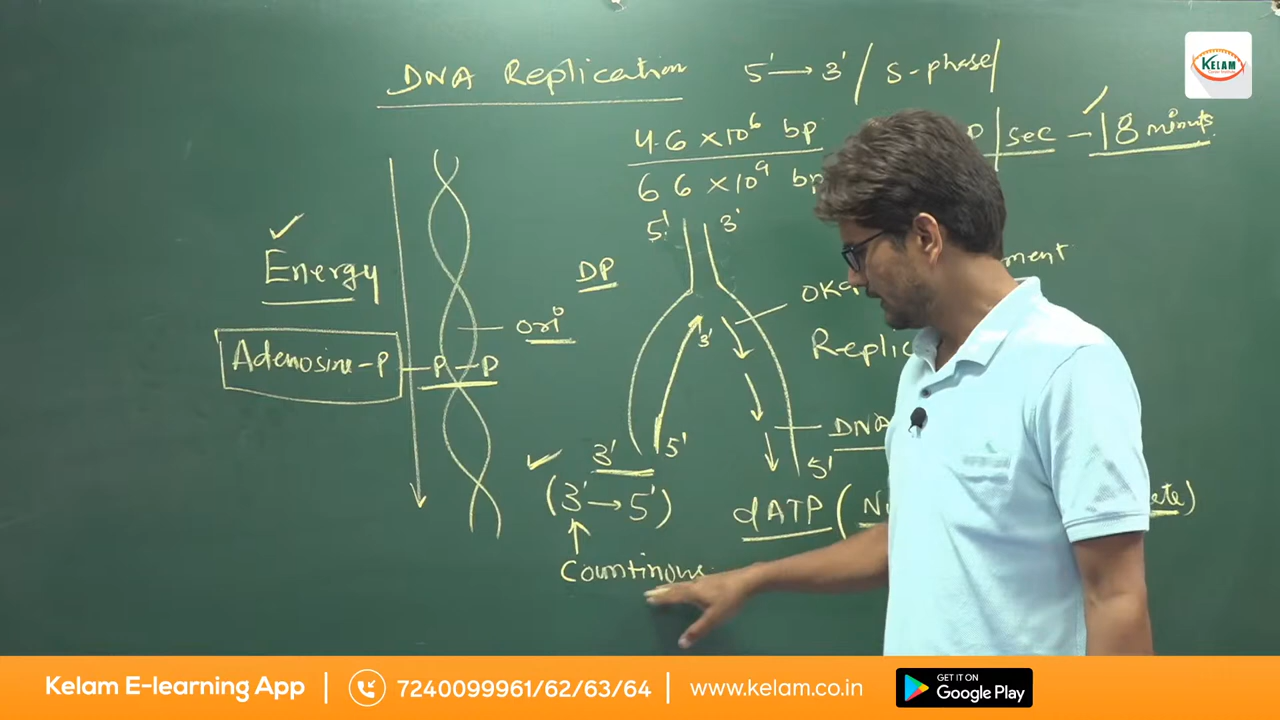 DNA Replication 5' → 3' / S-phase/
KELAM
Career Institute
4.6 × 10⁶ bp
/sec – 18 minuts.
6 6 × 10⁹ bp
5' 3'
Energy
DP
ori
Adenosine – P – P – P
3'
DNA
3' 5' 5'
(3' → 5')
dATP (
Countinous
Kelam E-learning App 7240099961/62/63/64 www.kelam.co.in GET IT ON Google Play